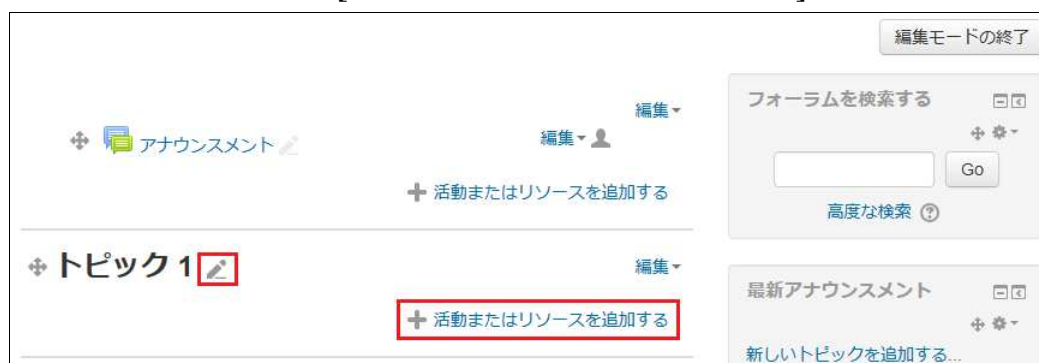 [ ]
編集モードの終了
編集
アナウンスメント
編集
+ 活動またはリソースを追加する
トピック 1
編集
+ 活動またはリソースを追加する
フォーラムを検索する
Go
高度な検索 ?
最新アナウンスメント
新しいトピックを追加する...